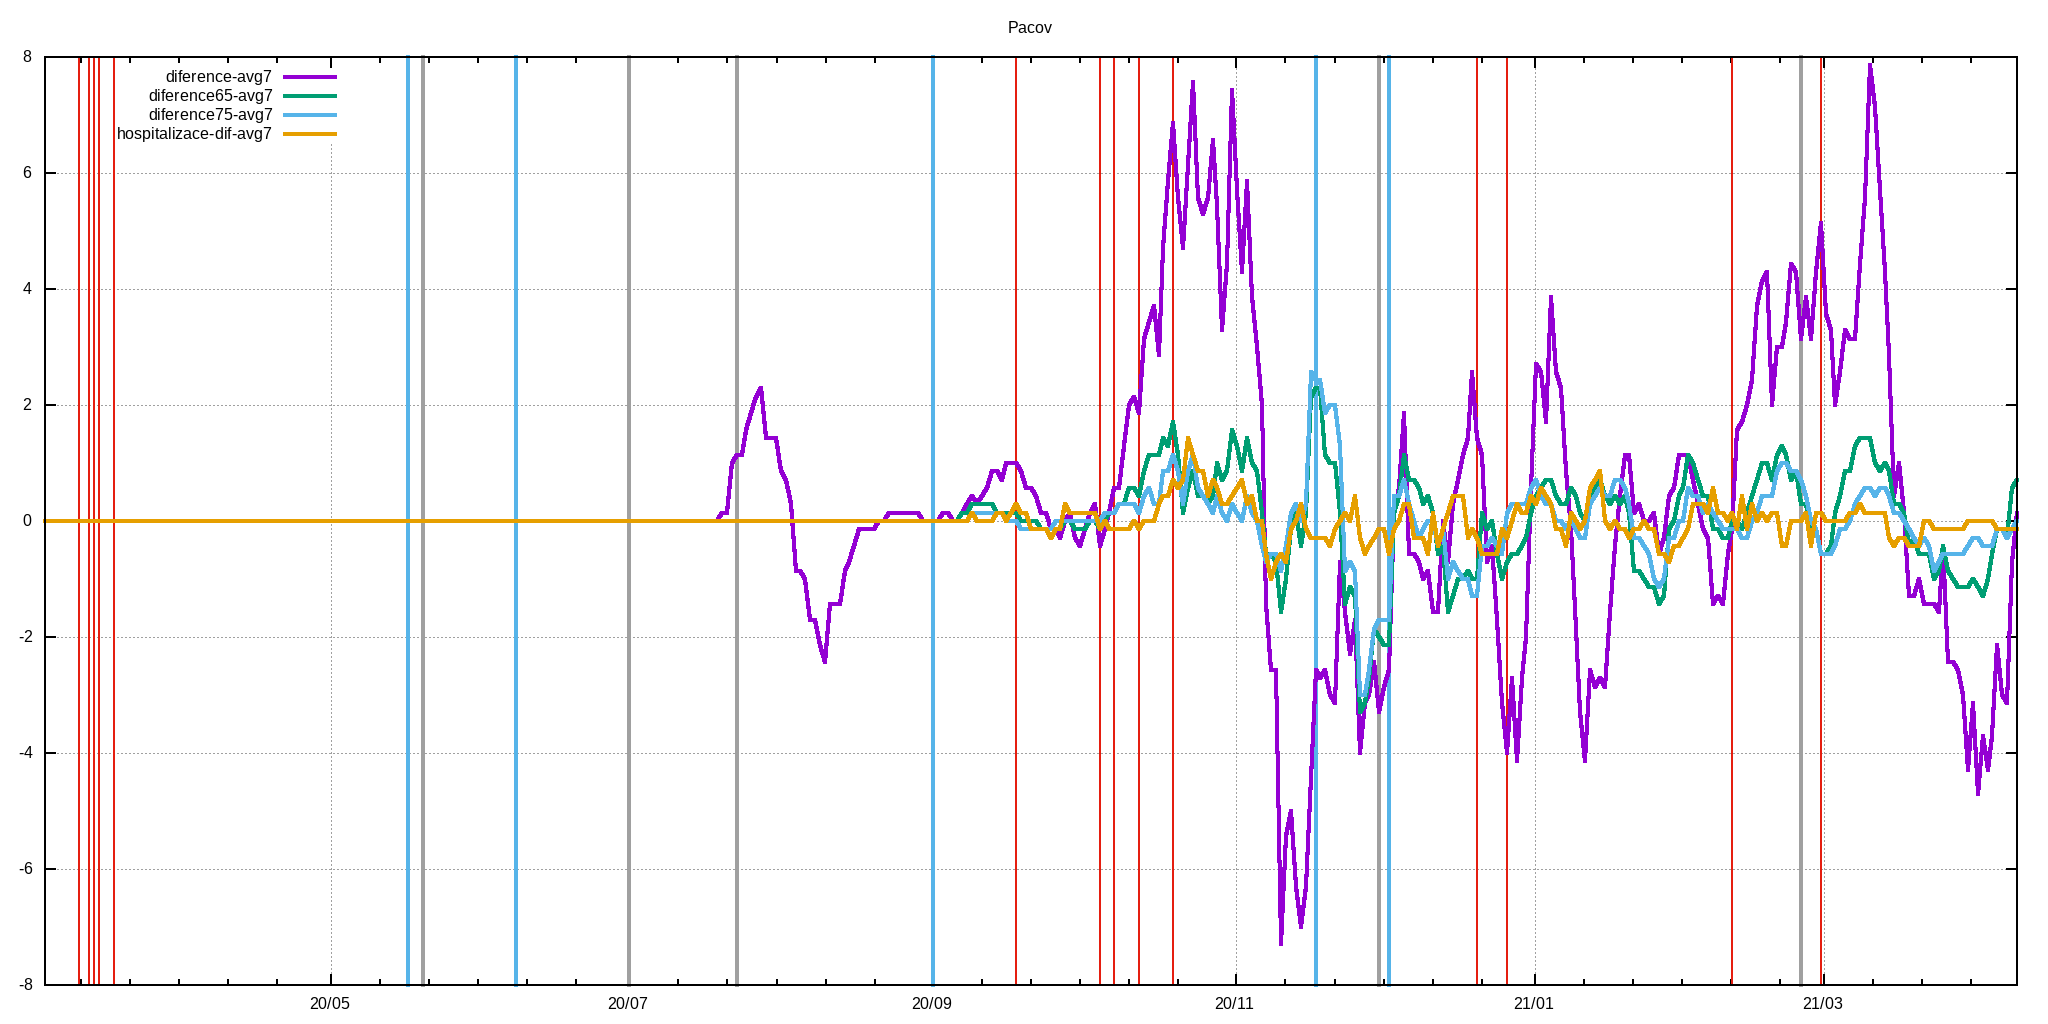 Pacov
diference-avg7
diference65-avg7
diference75-avg7
hospitalizace-dif-avg7
8
6
4
2
0
-2
-4
-6
-8
20/05 20/07 20/09 20/11 21/01 21/03